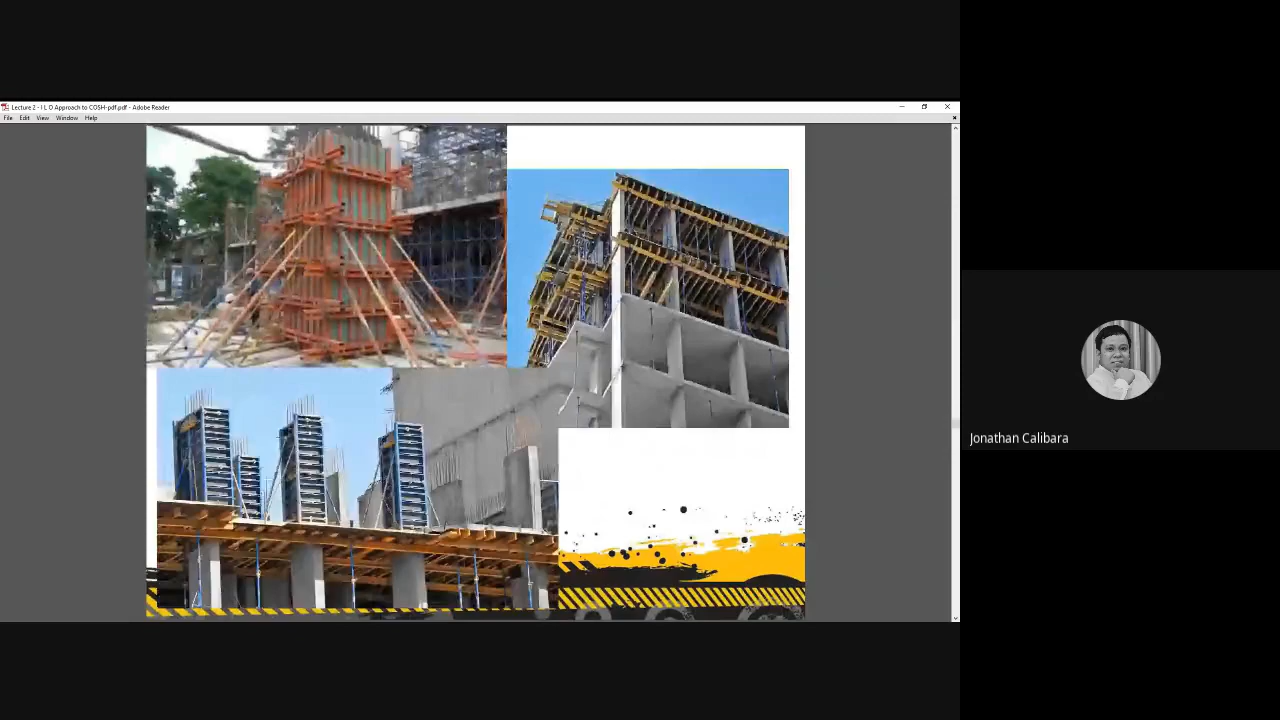 Lecture 2 - I L O Approach to COSH-pdf.pdf - Adobe Reader
File Edit View Window Help
Jonathan Calibara